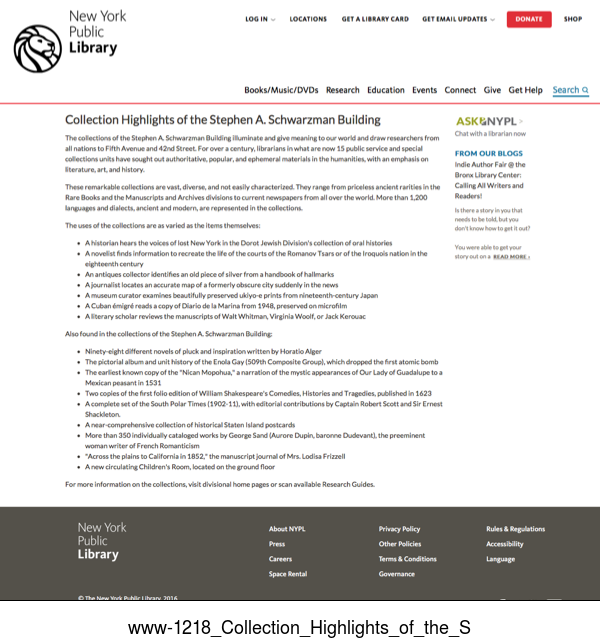 New York
Public
Library
LOG IN
LOCATIONS
GET A LIBRARY CARD
GET EMAIL UPDATES
DONATE
SHOP
Books/Music/DVDs
Research
Education
Events
Connect
Give
Get Help
Search
Collection Highlights of the Stephen A. Schwarzman Building
The collections of the Stephen A. Schwarzman Building illuminate and give meaning to our world and draw researchers from
all nations to Fifth Avenue and 42nd Street. For over a century, librarians in what are now 15 public service and special
collections units have sought out authoritative, popular, and ephemeral materials in the humanities, with an emphasis on
literature, art, and history.
These remarkable collections are vast, diverse, and not easily characterized. They range from priceless ancient rarities in the
Rare Books and the Manuscripts and Archives divisions to current newspapers from all over the world. More than 1,200
languages and dialects, ancient and modern, are represented in the collections.
The uses of the collections are as varied as the items themselves:
• A historian hears the voices of lost New York in the Dorot Jewish Division's collection of oral histories
• A novelist finds information to recreate the life of the courts of the Romanov Tsars or of the Iroquois nation in the
eighteenth century
• An antiques collector identifies an old piece of silver from a handbook of hallmarks
• A journalist locates an accurate map of a formerly obscure city suddenly in the news
• A museum curator examines beautifully preserved ukiyo-e prints from nineteenth-century Japan
• A Cuban émigré reads a copy of Diario de la Marina from 1948, preserved on microfilm
• A literary scholar reviews the manuscripts of Walt Whitman, Virginia Woolf, or Jack Kerouac
Also found in the collections of the Stephen A. Schwarzman Building:
• Ninety-eight different novels of pluck and inspiration written by Horatio Alger
• The pictorial album and unit history of the Enola Gay (509th Composite Group), which dropped the first atomic bomb
• The earliest known copy of the "Nican Mopohua," a narration of the mystic appearances of Our Lady of Guadalupe to a
Mexican peasant in 1531
• Two copies of the first folio edition of William Shakespeare's Comedies, Histories and Tragedies, published in 1623
• A complete set of the South Polar Times (1902-11), with editorial contributions by Captain Robert Scott and Sir Ernest
Shackleton.
• A near-comprehensive collection of historical Staten Island postcards
• More than 350 individually cataloged works by George Sand (Aurore Dupin, baronne Dudevant), the preeminent
woman writer of French Romanticism
• "Across the plains to California in 1852," the manuscript journal of Mrs. Lodisa Frizzell
• A new circulating Children's Room, located on the ground floor
For more information on the collections, visit divisional home pages or scan available Research Guides.
ASK NYPL >
Chat with a librarian now
FROM OUR BLOGS
Indie Author Fair @ the
Bronx Library Center:
Calling All Writers and
Readers!
Is there a story in you that
needs to be told, but you
don't know how to get it out?
You were able to get your
story out on a READ MORE ›
New York
Public
Library
About NYPL
Press
Careers
Space Rental
Privacy Policy
Other Policies
Terms & Conditions
Governance
Rules & Regulations
Accessibility
Language
© The New York Public Library, 2016
www-1218_Collection_Highlights_of_the_S